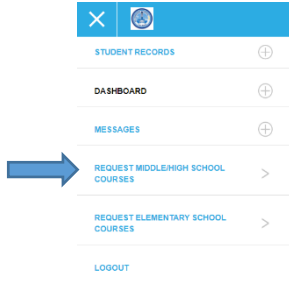 STUDENT RECORDS
DASHBOARD
MESSAGES
REQUEST MIDDLE/HIGH SCHOOL
COURSES
REQUEST ELEMENTARY SCHOOL
COURSES
LOGOUT